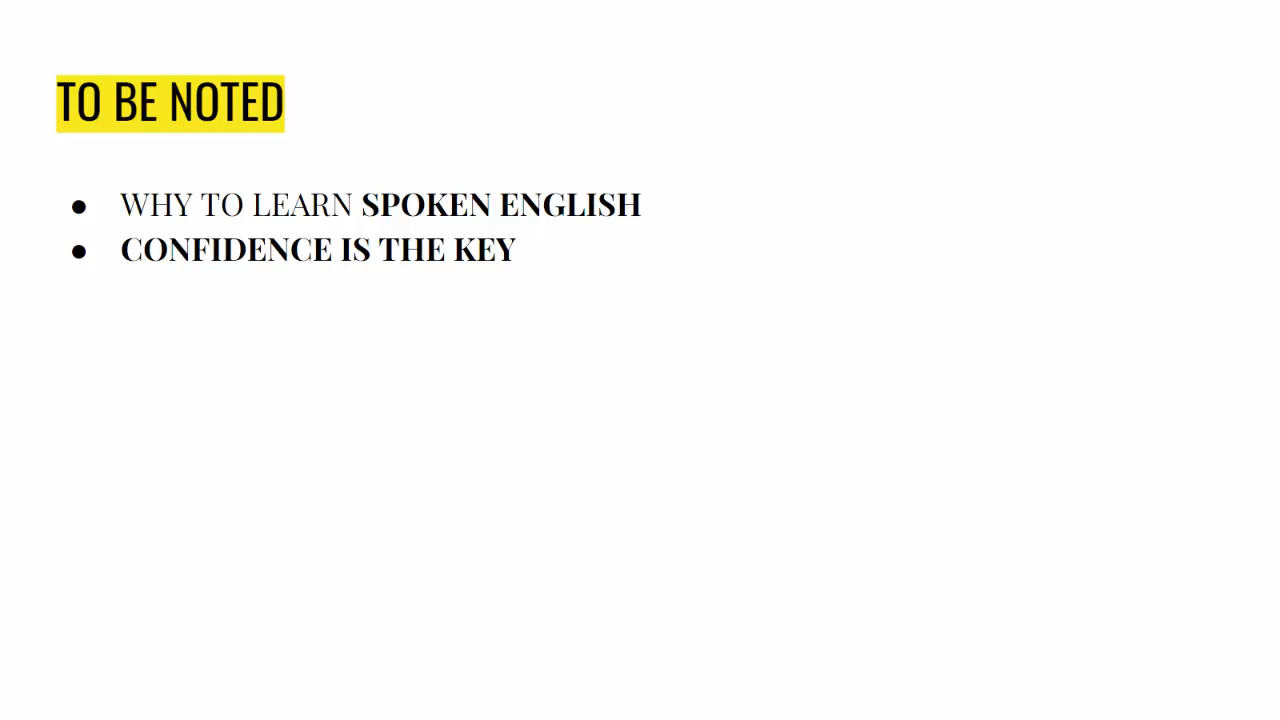 TO BE NOTED
● WHY TO LEARN SPOKEN ENGLISH
● CONFIDENCE IS THE KEY